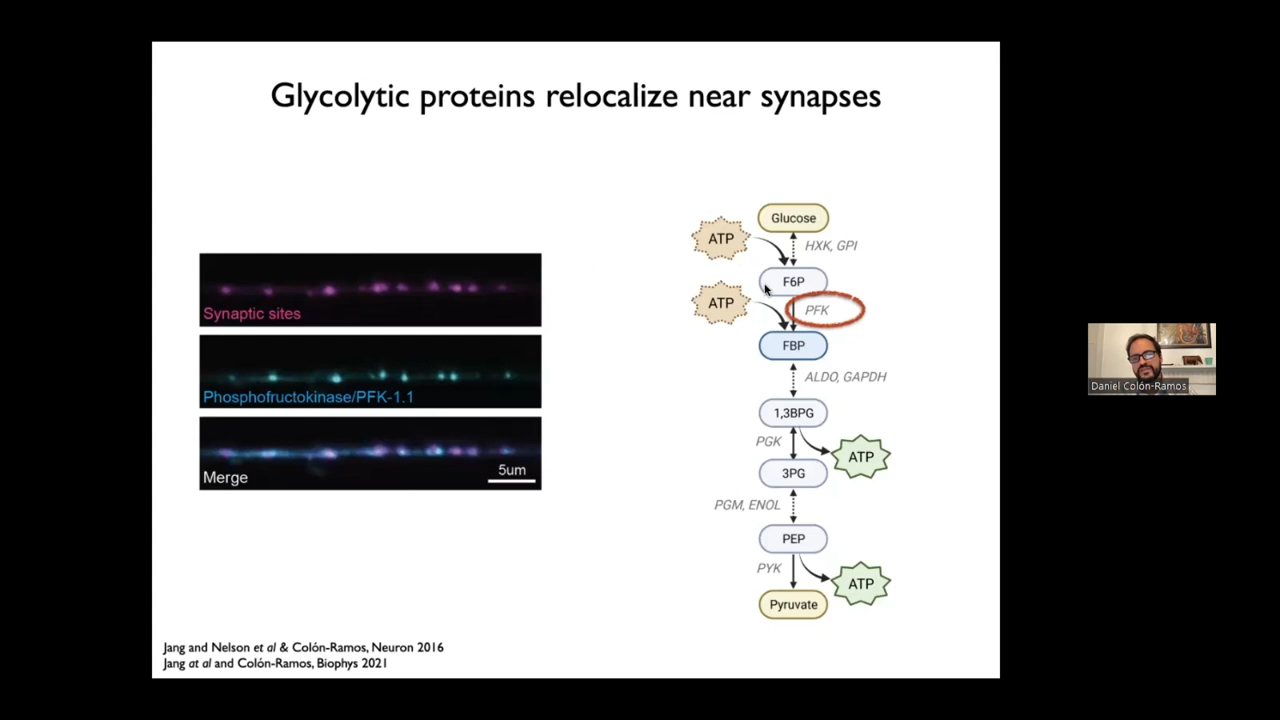 Glycolytic proteins relocalize near synapses
Synaptic sites
Phosphofructokinase/PFK-1.1
Merge
5um
Glucose
ATP
HXK, GPI
F6P
ATP
PFK
FBP
ALDO, GAPDH
1,3BPG
PGK
ATP
3PG
PGM, ENOL
PEP
PYK
ATP
Pyruvate
Jang and Nelson et al & Colón-Ramos, Neuron 2016
Jang at al and Colón-Ramos, Biophys 2021
Daniel Colón-Ramos